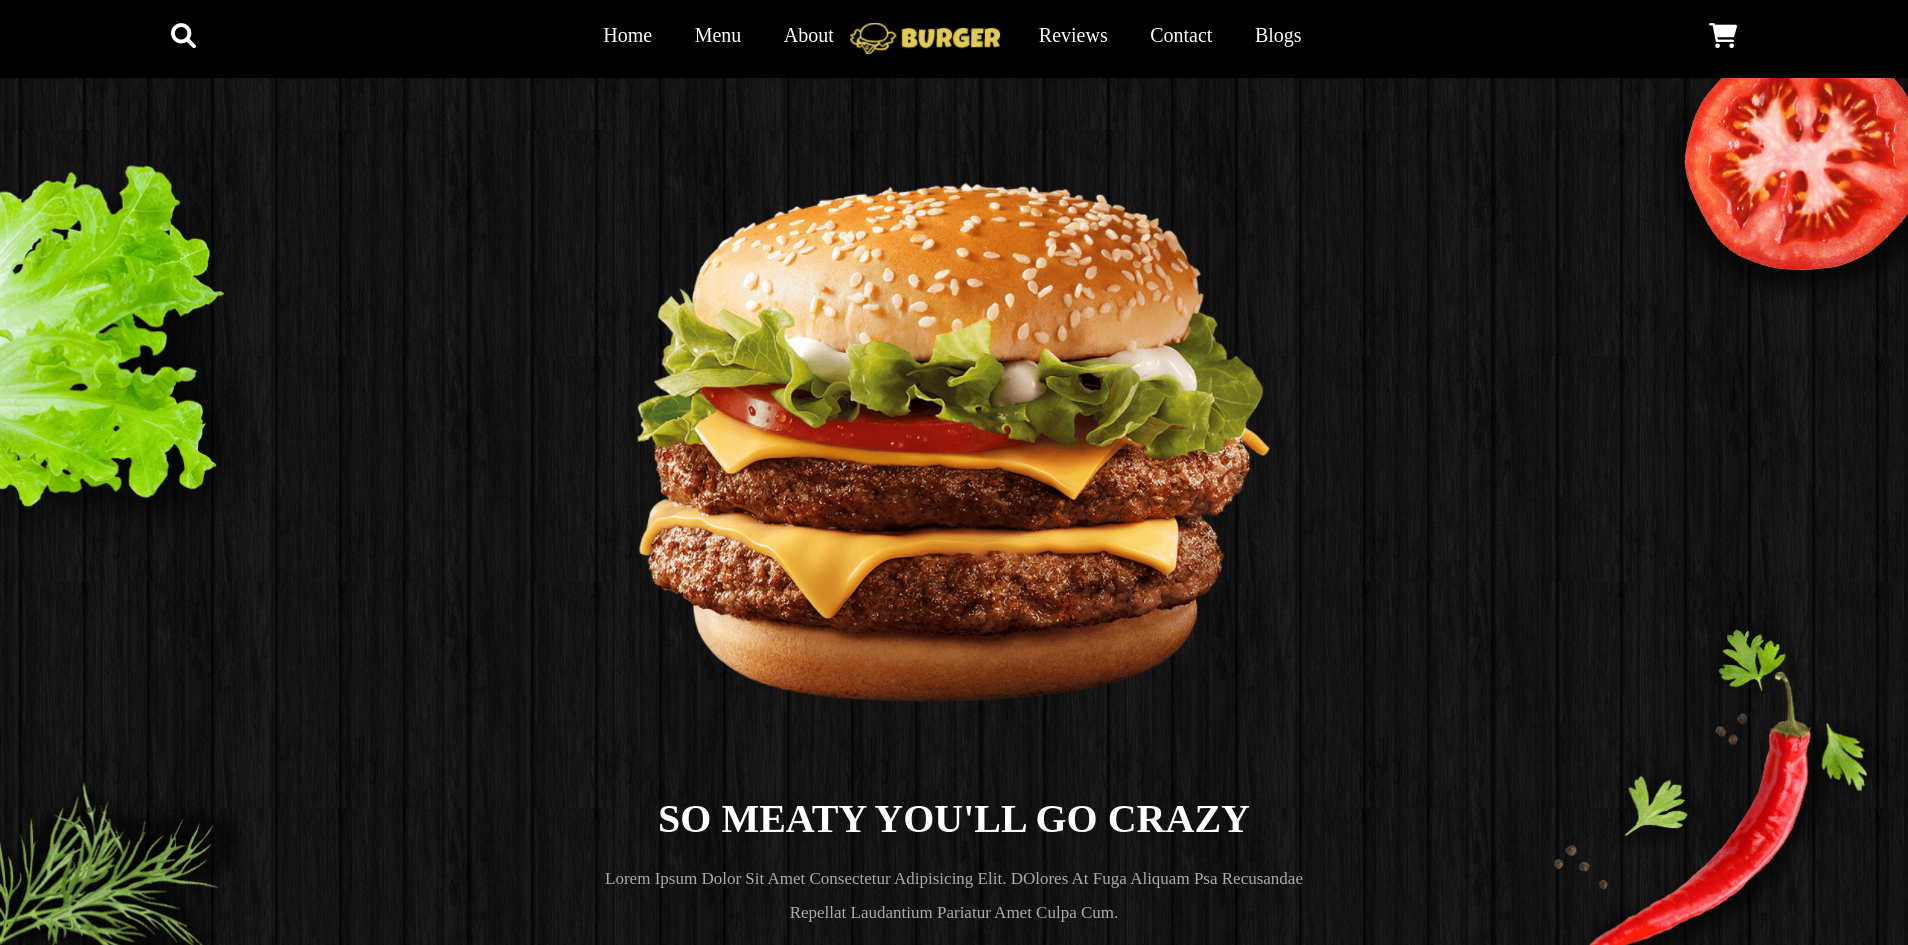 Home Menu About BURGER Reviews Contact Blogs
SO MEATY YOU'LL GO CRAZY
Lorem Ipsum Dolor Sit Amet Consectetur Adipisicing Elit. DOlores At Fuga Aliquam Psa Recusandae
Repellat Laudantium Pariatur Amet Culpa Cum.